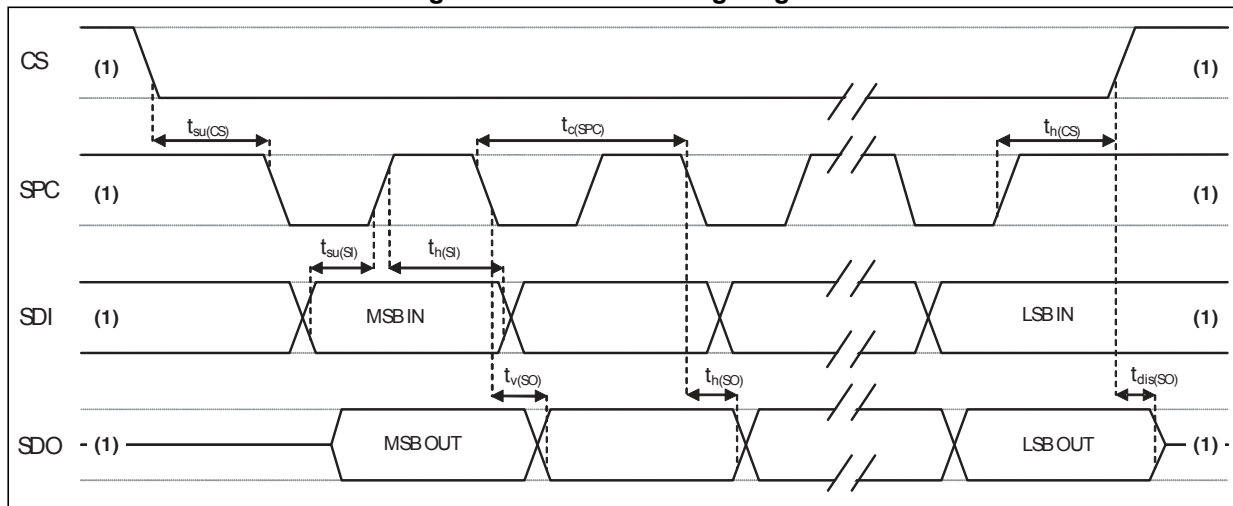 CS (1) (1)
t_su(CS) t_c(SPC) t_h(CS)
SPC (1) (1)
t_su(SI) t_h(SI)
SDI (1) MSB IN LSB IN (1)
t_v(SO) t_h(SO) t_dis(SO)
SDO (1) MSB OUT LSB OUT (1)